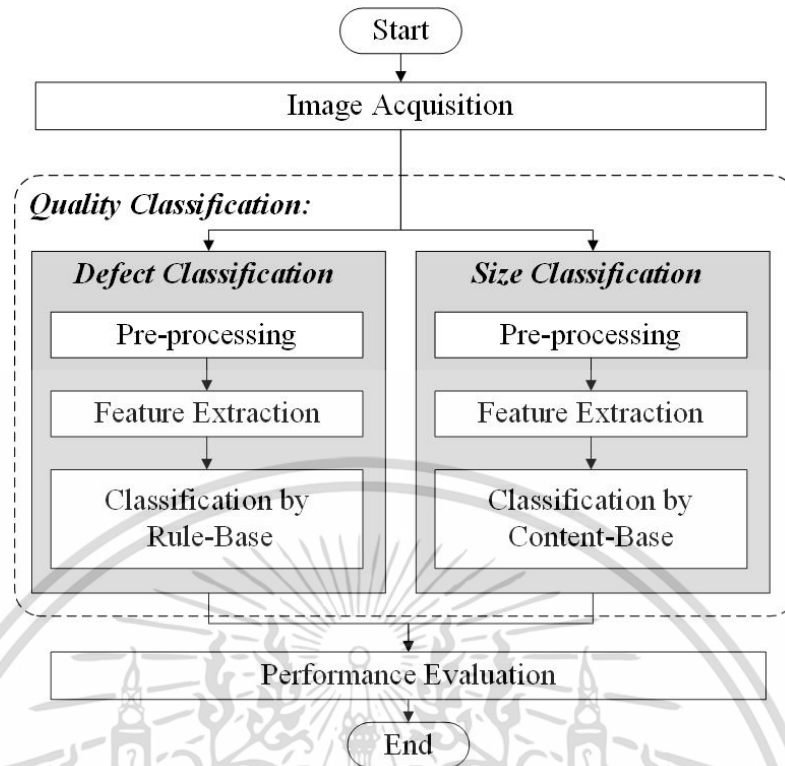 Start
Image Acquisition
Quality Classification:
Defect Classification
Pre-processing
Feature Extraction
Classification by
Rule-Base
Size Classification
Pre-processing
Feature Extraction
Classification by
Content-Base
Performance Evaluation
End